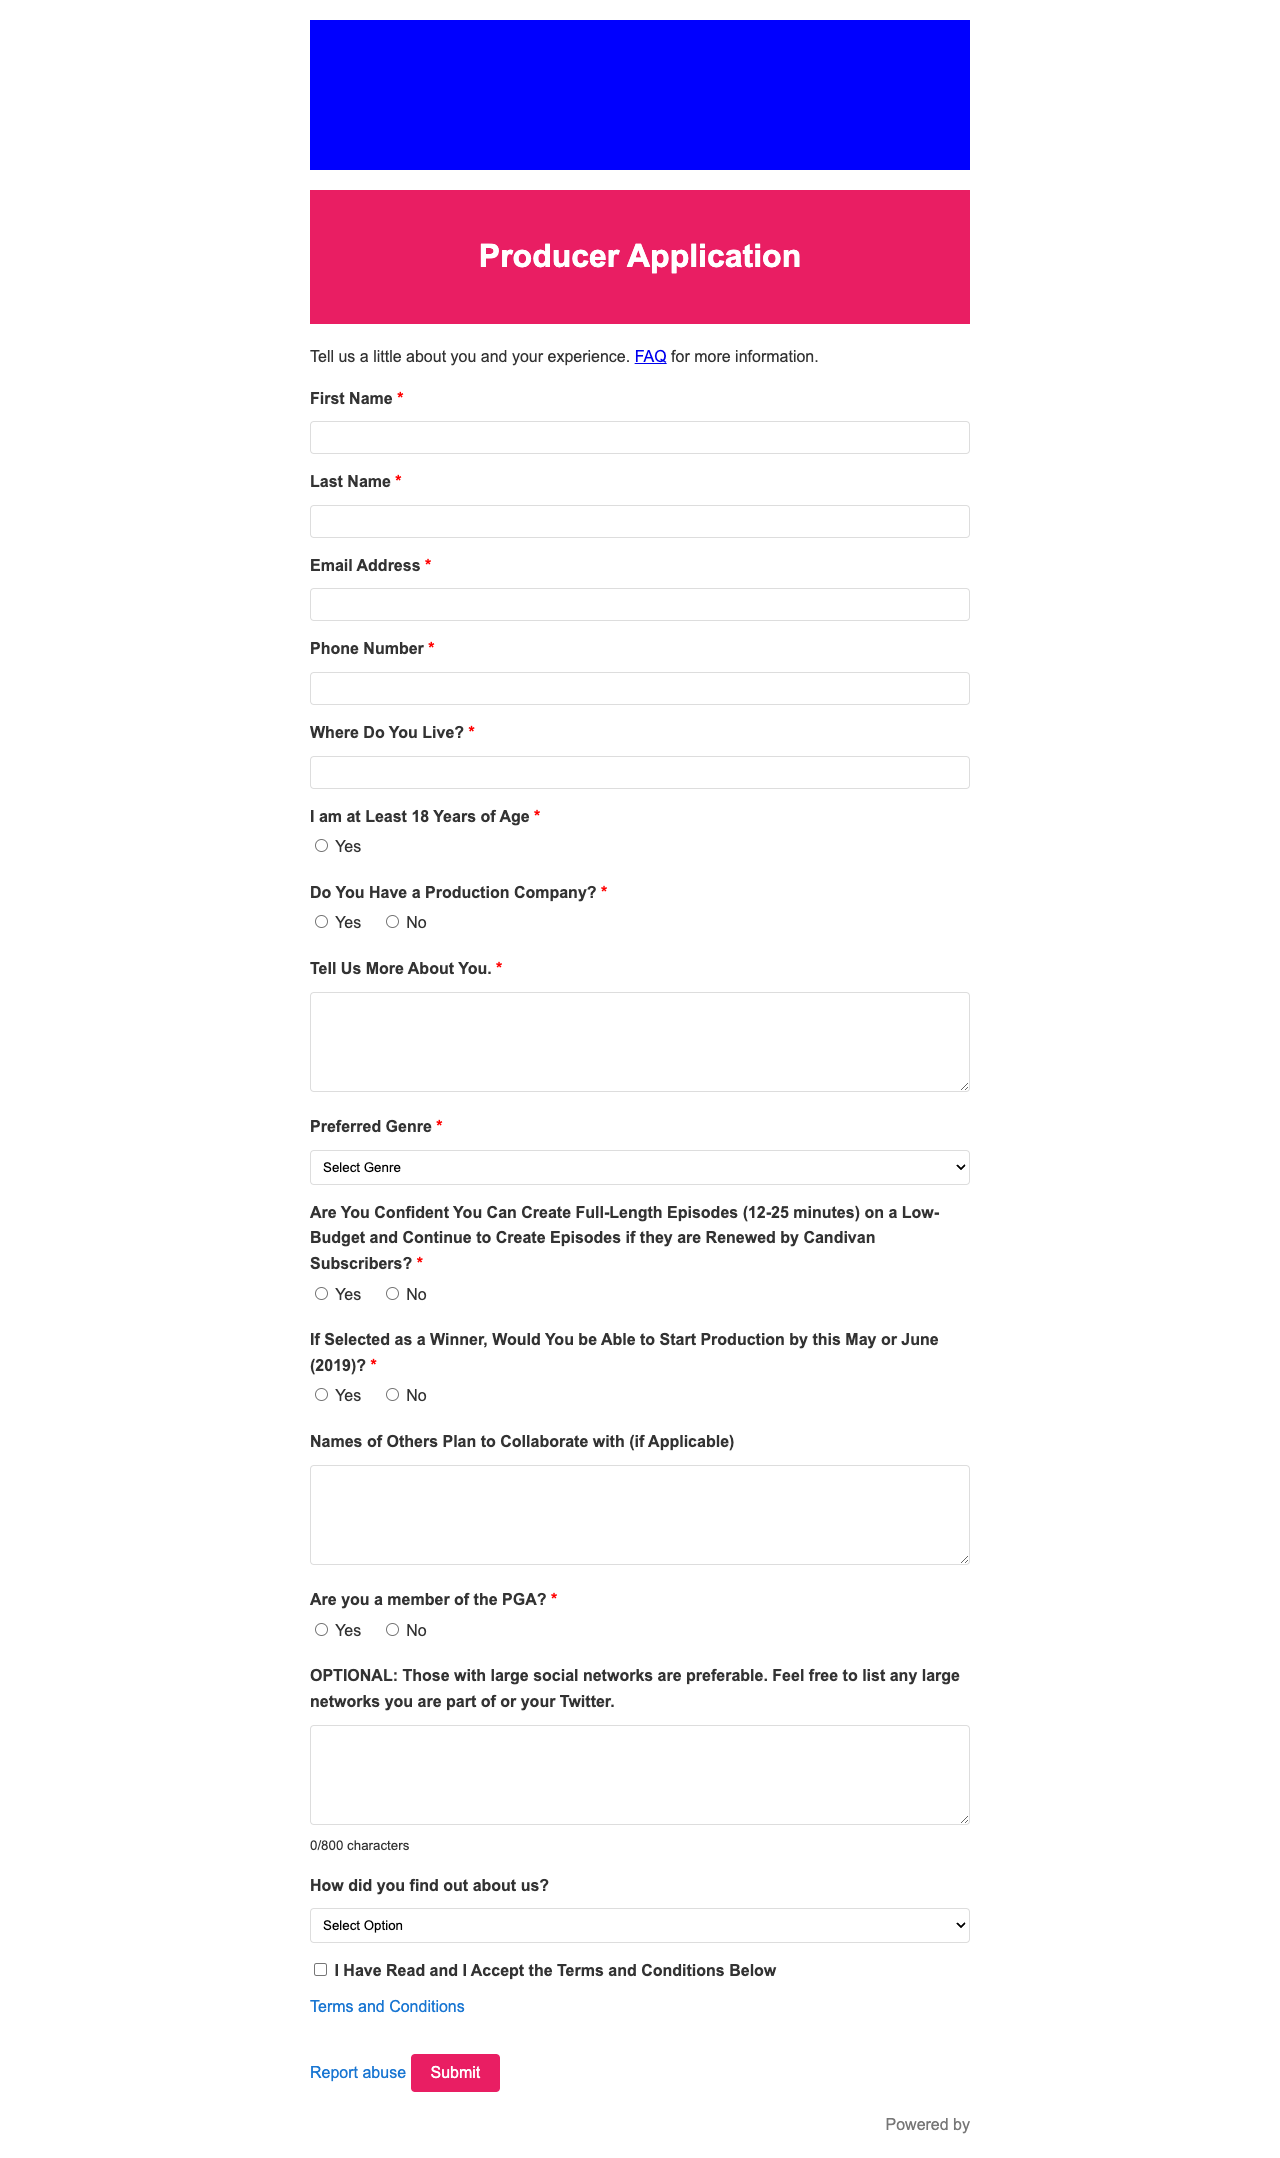 Producer Application
Tell us a little about you and your experience. FAQ for more information.
First Name *
Last Name *
Email Address *
Phone Number *
Where Do You Live? *
I am at Least 18 Years of Age *
Yes
Do You Have a Production Company? *
Yes No
Tell Us More About You. *
Preferred Genre *
Select Genre
Are You Confident You Can Create Full-Length Episodes (12-25 minutes) on a Low-
Budget and Continue to Create Episodes if they are Renewed by Candivan
Subscribers? *
Yes No
If Selected as a Winner, Would You be Able to Start Production by this May or June
(2019)? *
Yes No
Names of Others Plan to Collaborate with (if Applicable)
Are you a member of the PGA? *
Yes No
OPTIONAL: Those with large social networks are preferable. Feel free to list any large
networks you are part of or your Twitter.
0/800 characters
How did you find out about us?
Select Option
I Have Read and I Accept the Terms and Conditions Below
Terms and Conditions
Report abuse Submit
Powered by